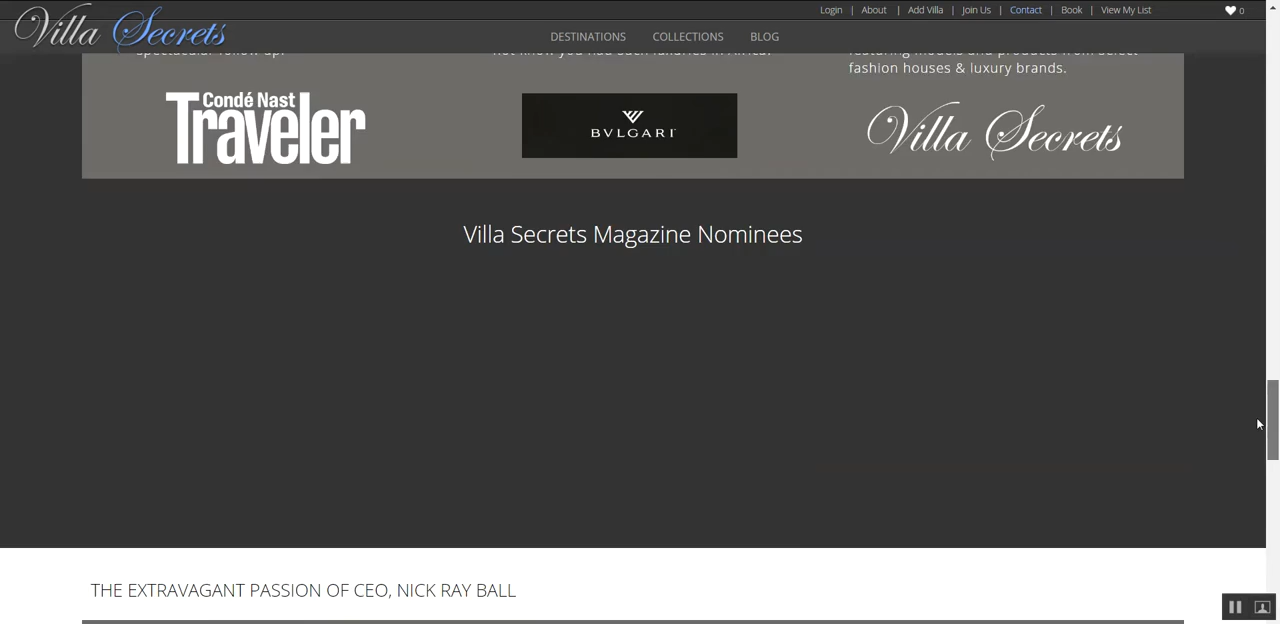 Login | About | Add Villa | Join Us | Contact | Book | View My List 0
Villa Secrets
DESTINATIONS COLLECTIONS BLOG
fashion houses & luxury brands.
Condé Nast
Traveler
BVLGARI
Villa Secrets
Villa Secrets Magazine Nominees
THE EXTRAVAGANT PASSION OF CEO, NICK RAY BALL